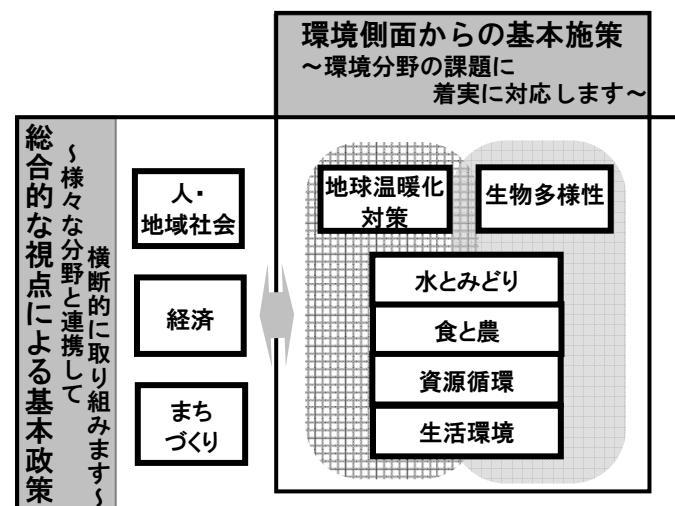 環境側面からの基本施策
～環境分野の課題に
着実に対応します～
総合的な視点による基本政策
～様々な分野と連携して
横断的に取り組みます～
人・
地域社会
経済
まち
づくり
地球温暖化
対策
生物多様性
水とみどり
食と農
資源循環
生活環境